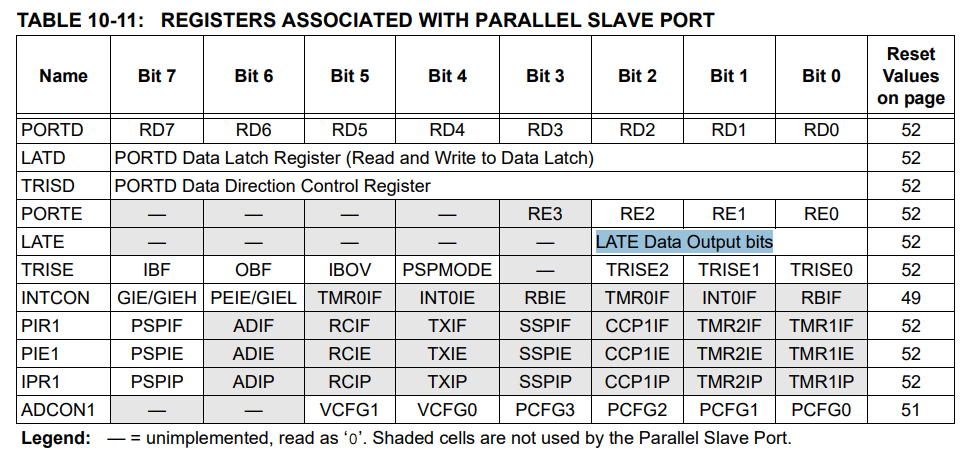 TABLE 10-11: REGISTERS ASSOCIATED WITH PARALLEL SLAVE PORT
Name Bit 7 Bit 6 Bit 5 Bit 4 Bit 3 Bit 2 Bit 1 Bit 0 Reset Values on page
PORTD RD7 RD6 RD5 RD4 RD3 RD2 RD1 RD0 52
LATD PORTD Data Latch Register (Read and Write to Data Latch) 52
TRISD PORTD Data Direction Control Register 52
PORTE — — — — RE3 RE2 RE1 RE0 52
LATE — — — — — LATE Data Output bits 52
TRISE IBF OBF IBOV PSPMODE — TRISE2 TRISE1 TRISE0 52
INTCON GIE/GIEH PEIE/GIEL TMR0IF INT0IE RBIE TMR0IF INT0IF RBIF 49
PIR1 PSPIF ADIF RCIF TXIF SSPIF CCP1IF TMR2IF TMR1IF 52
PIE1 PSPIE ADIE RCIE TXIE SSPIE CCP1IE TMR2IE TMR1IE 52
IPR1 PSPIP ADIP RCIP TXIP SSPIP CCP1IP TMR2IP TMR1IP 52
ADCON1 — — VCFG1 VCFG0 PCFG3 PCFG2 PCFG1 PCFG0 51
Legend: — = unimplemented, read as ‘0’. Shaded cells are not used by the Parallel Slave Port.